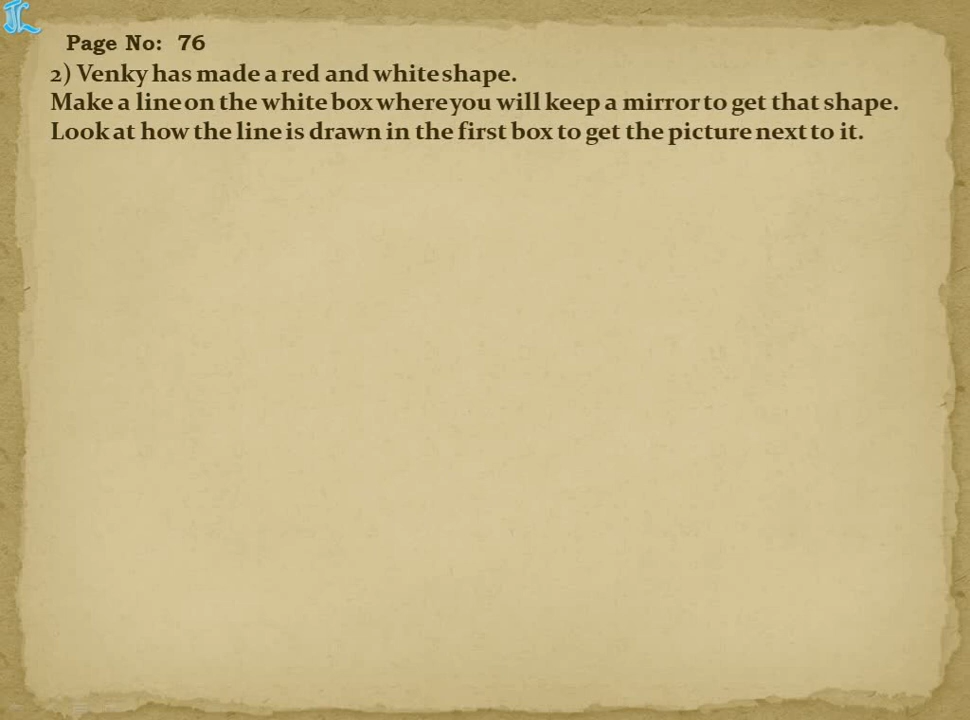 JL
Page No: 76
2) Venky has made a red and white shape.
Make a line on the white box where you will keep a mirror to get that shape.
Look at how the line is drawn in the first box to get the picture next to it.